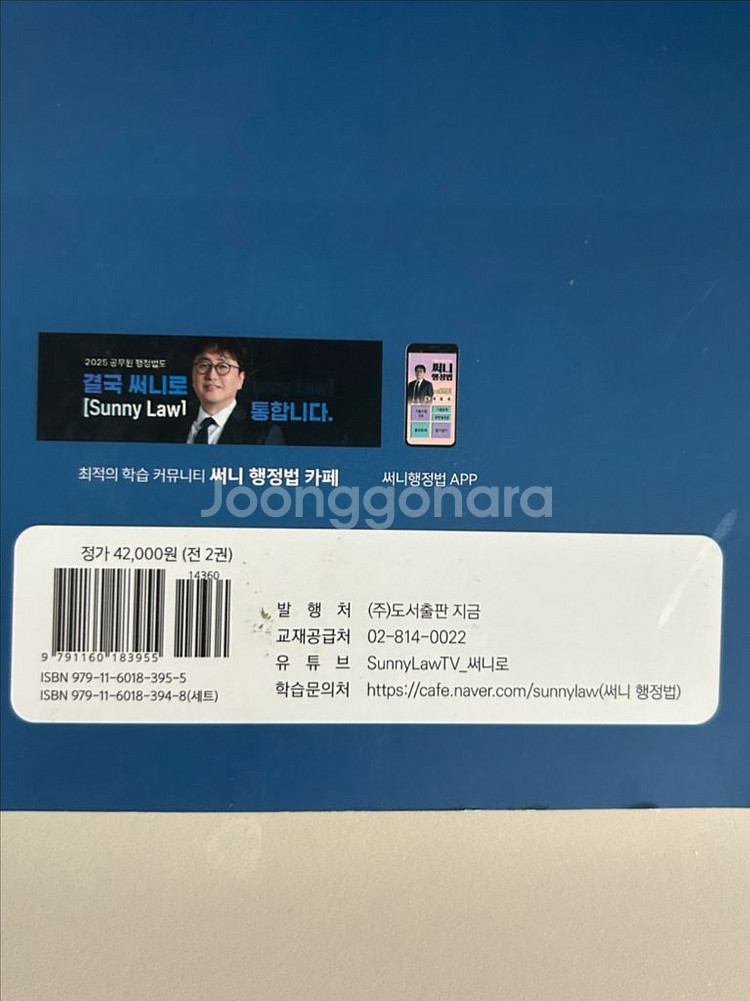 2025 공무원 행정법도
결국 써니로
[Sunny Law]
통합니다.
써니
행정법
최적의 학습 커뮤니티 써니 행정법 카페
써니행정법 APP
Joonggonara
정가 42,000원 (전 2권)
14360
9 791160 183955
ISBN 979-11-6018-395-5
ISBN 979-11-6018-394-8(세트)
발 행 처 (주)도서출판 지금
교재공급처 02-814-0022
유 튜 브 SunnyLawTV_써니로
학습문의처 https://cafe.naver.com/sunnylaw(써니 행정법)